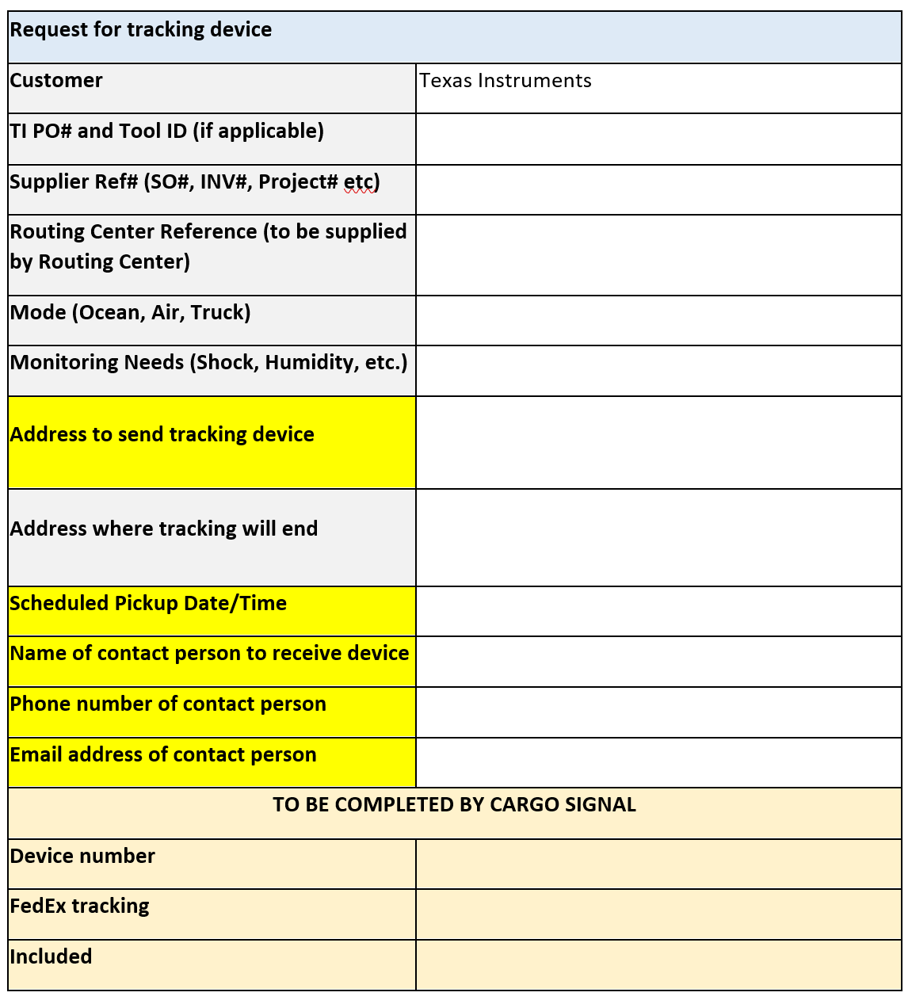 Request for tracking device
Customer
Texas Instruments
TI PO# and Tool ID (if applicable)
Supplier Ref# (SO#, INV#, Project# etc)
Routing Center Reference (to be supplied
by Routing Center)
Mode (Ocean, Air, Truck)
Monitoring Needs (Shock, Humidity, etc.)
Address to send tracking device
Address where tracking will end
Scheduled Pickup Date/Time
Name of contact person to receive device
Phone number of contact person
Email address of contact person
TO BE COMPLETED BY CARGO SIGNAL
Device number
FedEx tracking
Included